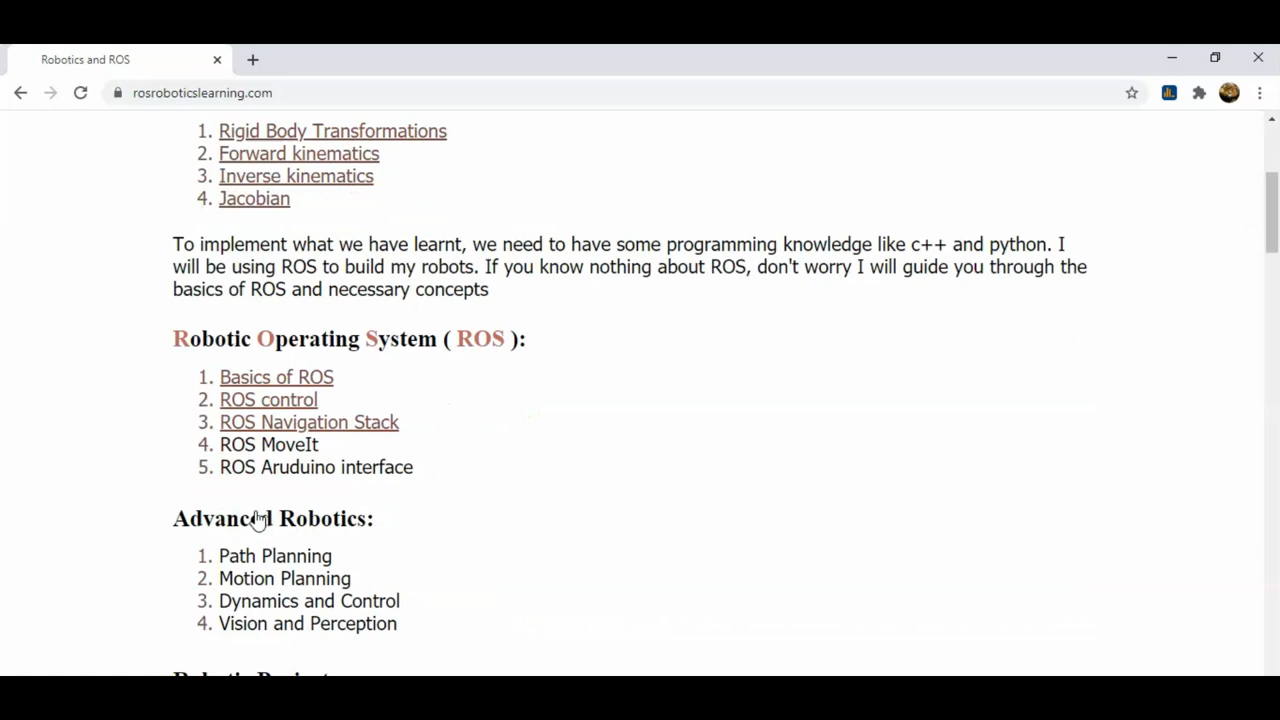 Robotics and ROS
rosroboticslearning.com
1. Rigid Body Transformations
2. Forward kinematics
3. Inverse kinematics
4. Jacobian
To implement what we have learnt, we need to have some programming knowledge like c++ and python. I
will be using ROS to build my robots. If you know nothing about ROS, don't worry I will guide you through the
basics of ROS and necessary concepts
Robotic Operating System ( ROS ):
1. Basics of ROS
2. ROS control
3. ROS Navigation Stack
4. ROS MoveIt
5. ROS Aruduino interface
Advanced Robotics:
1. Path Planning
2. Motion Planning
3. Dynamics and Control
4. Vision and Perception